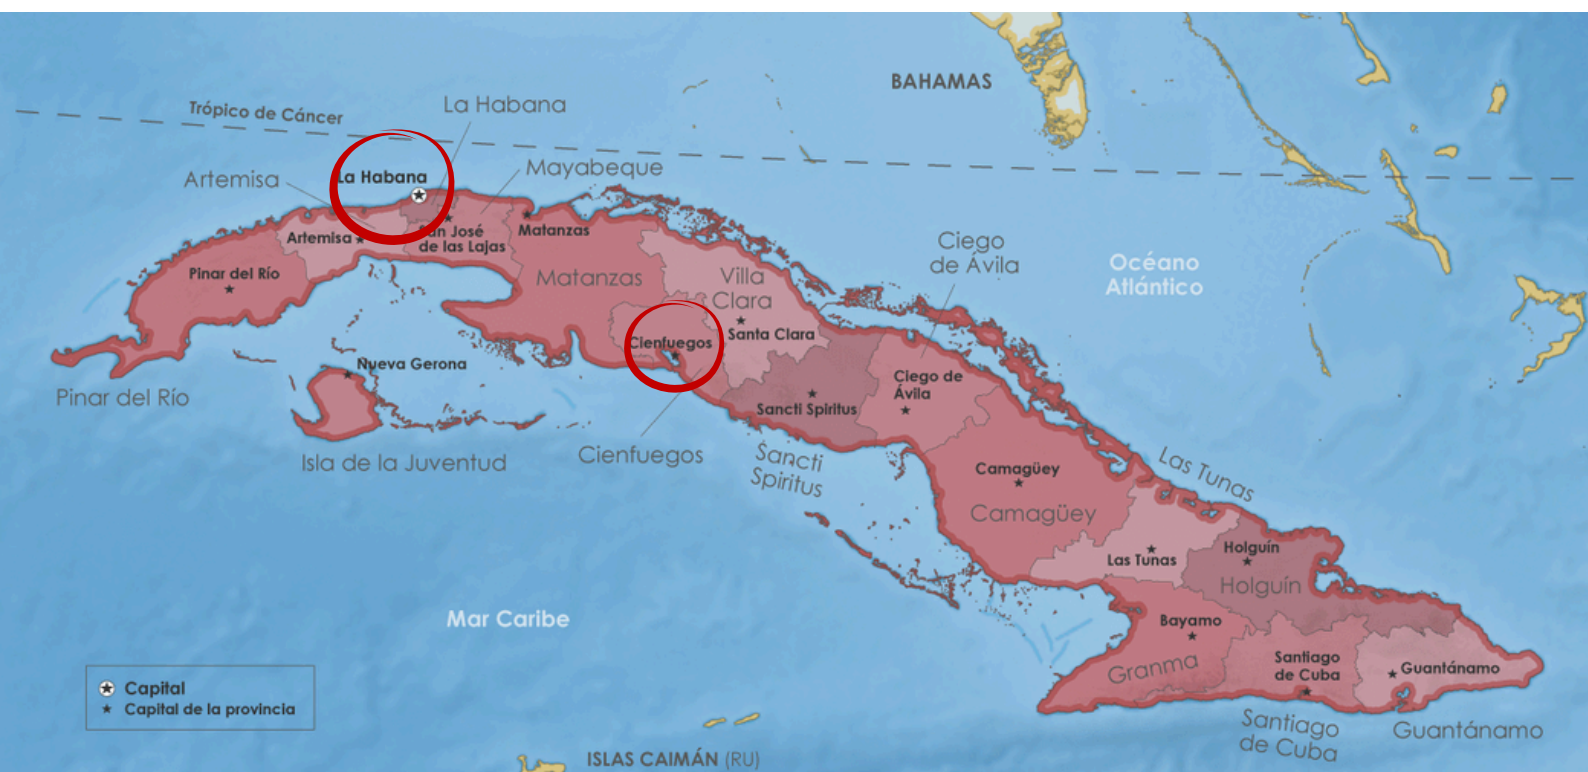 BAHAMAS
Trópico de Cáncer
La Habana
La Habana
Mayabeque
Artemisa
Artemisa
San José
de las Lajas
Matanzas
Matanzas
Pinar del Río
Pinar del Río
Villa
Clara
Santa Clara
Cienfuegos
Cienfuegos
Ciego
de Ávila
Ciego de
Ávila
Océano
Atlántico
Nueva Gerona
Isla de la Juventud
Sancti Spiritus
Sancti
Spiritus
Camagüey
Camagüey
Las Tunas
Las Tunas
Holguín
Holguín
Bayamo
Granma
Santiago
de Cuba
Santiago
de Cuba
Guantánamo
Guantánamo
Mar Caribe
Capital
Capital de la provincia
ISLAS CAIMÁN (RU)